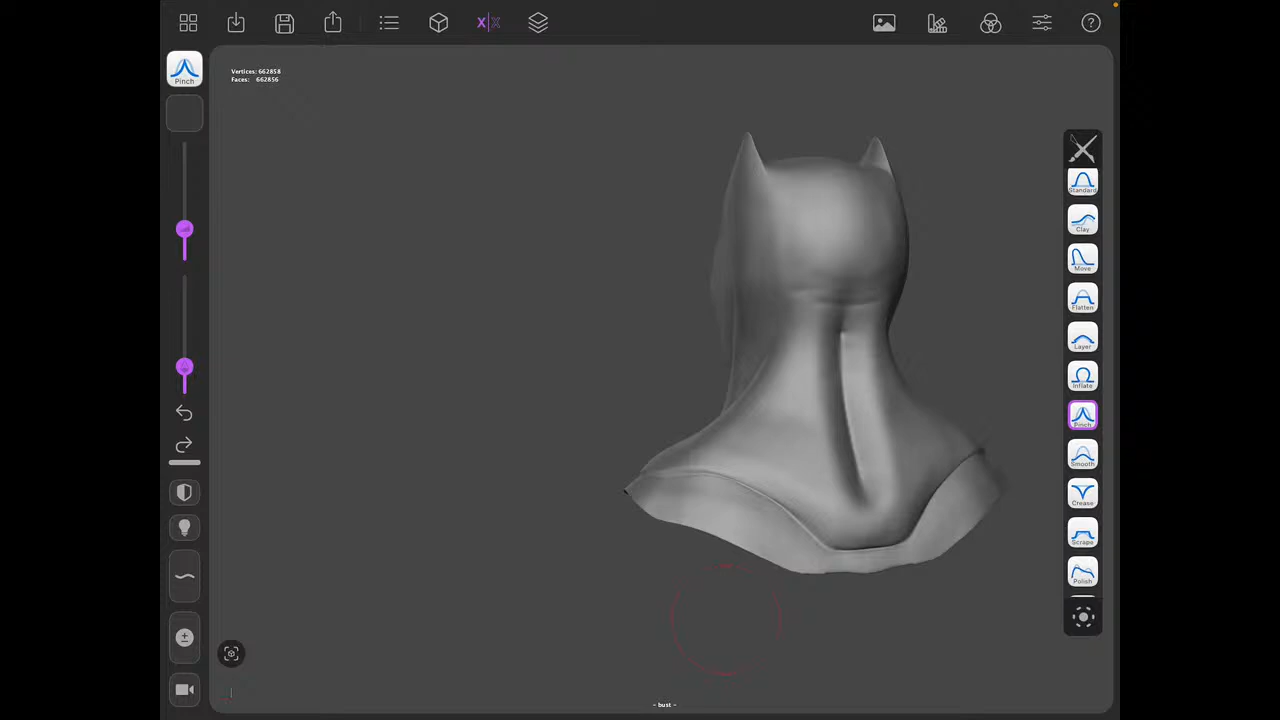 Pinch
X|X
Vertices: 662858
Faces: 662856
Standard
Clay
Move
Flatten
Layer
Inflate
Pinch
Smooth
Crease
Scrape
Polish
~ bust ~